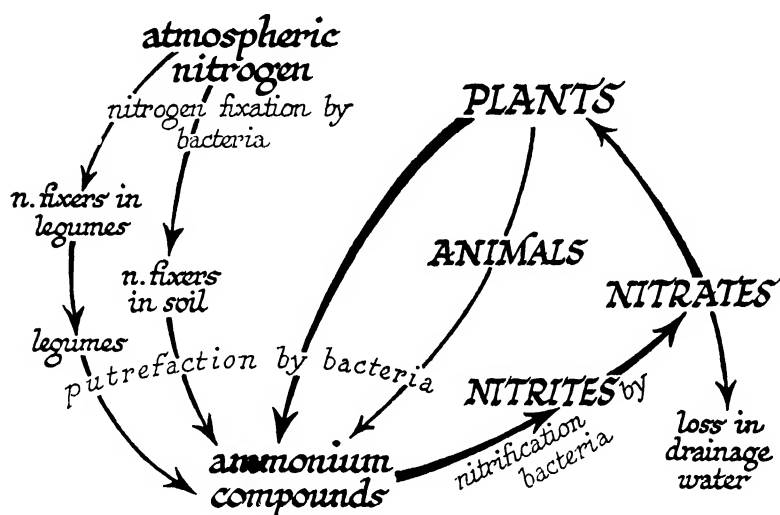 atmospheric
nitrogen
nitrogen fixation by
bacteria
PLANTS
n. fixers in
legumes
ANIMALS
n. fixers
in soil
NITRATES
legumes
putrefaction by bacteria
NITRITES by
nitrification
bacteria
loss in
drainage
water
ammonium
compounds